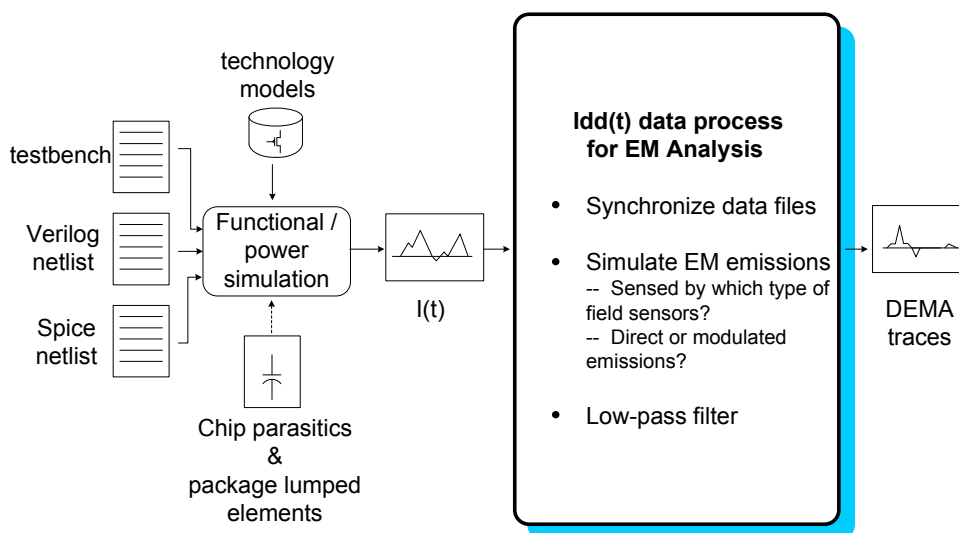 technology
models
testbench
Verilog
netlist
Spice
netlist
Functional /
power
simulation
Chip parasitics
&
package lumped
elements
I(t)
Idd(t) data process
for EM Analysis
• Synchronize data files
• Simulate EM emissions
-- Sensed by which type of
field sensors?
-- Direct or modulated
emissions?
• Low-pass filter
DEMA
traces